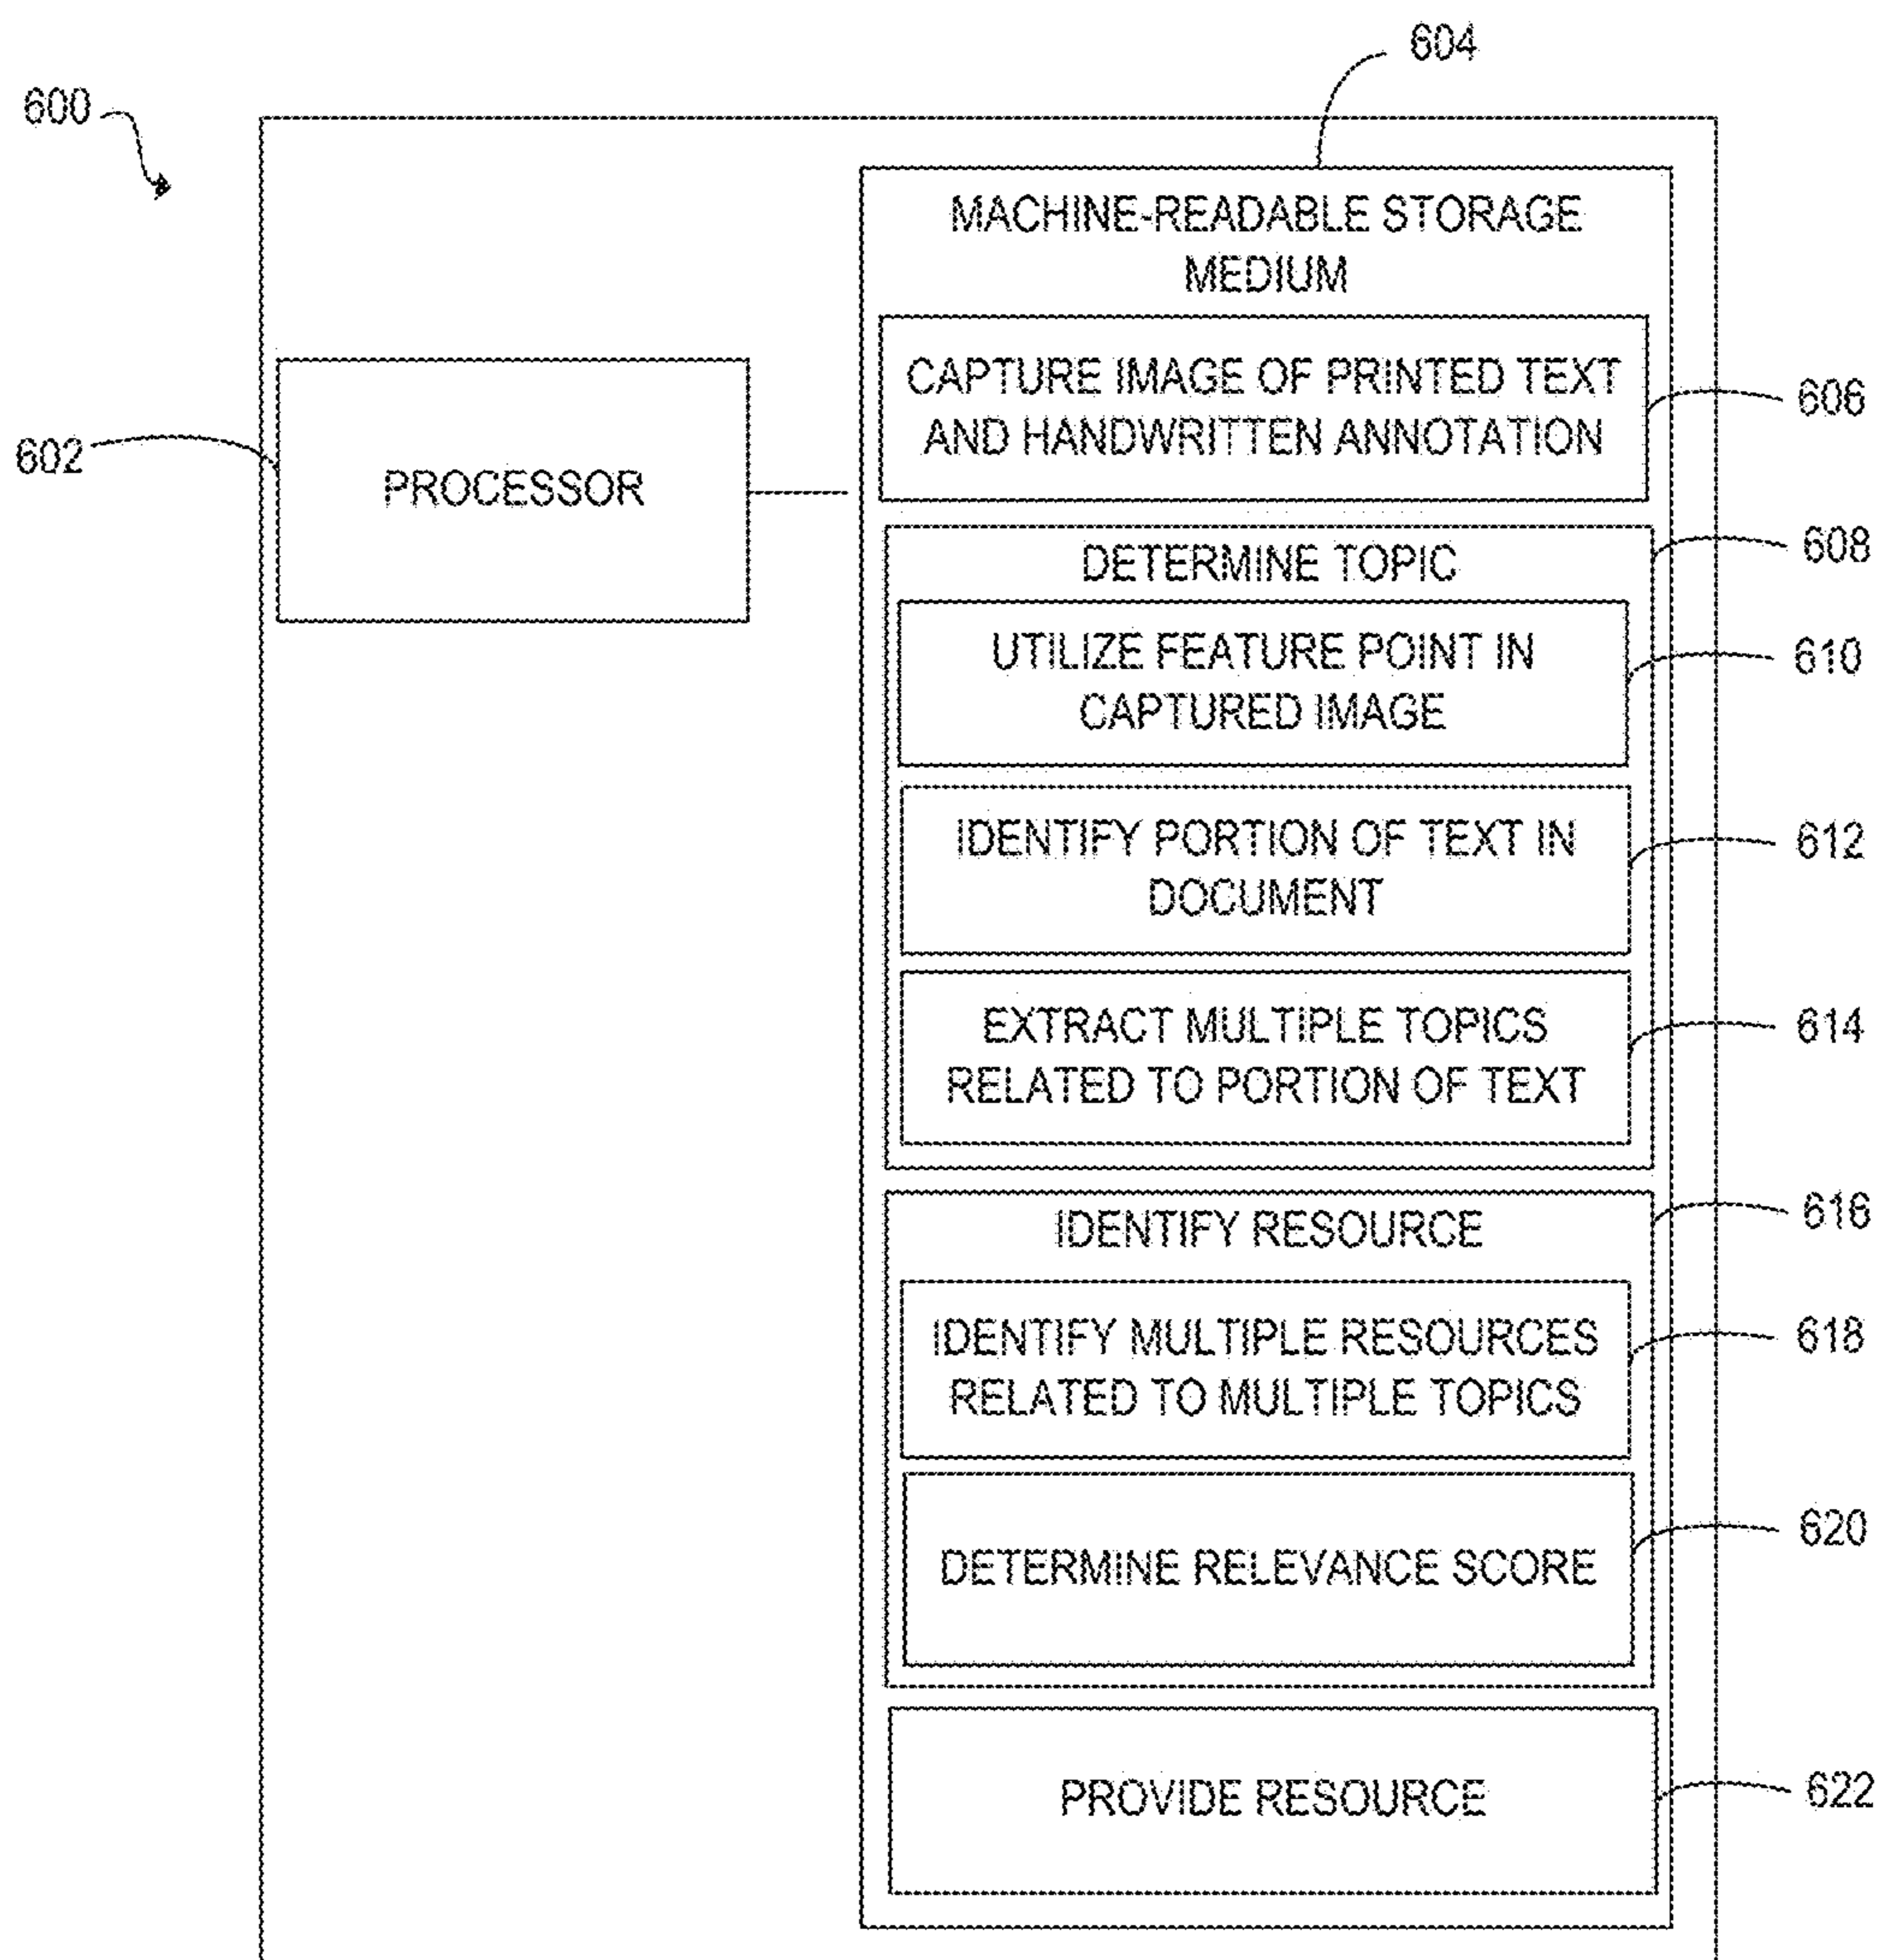 604
600
MACHINE-READABLE STORAGE
MEDIUM
CAPTURE IMAGE OF PRINTED TEXT
AND HANDWRITTEN ANNOTATION
606
602
PROCESSOR
DETERMINE TOPIC
608
UTILIZE FEATURE POINT IN
CAPTURED IMAGE
610
IDENTIFY PORTION OF TEXT IN
DOCUMENT
612
EXTRACT MULTIPLE TOPICS
RELATED TO PORTION OF TEXT
614
IDENTIFY RESOURCE
616
IDENTIFY MULTIPLE RESOURCES
RELATED TO MULTIPLE TOPICS
618
DETERMINE RELEVANCE SCORE
620
PROVIDE RESOURCE
622